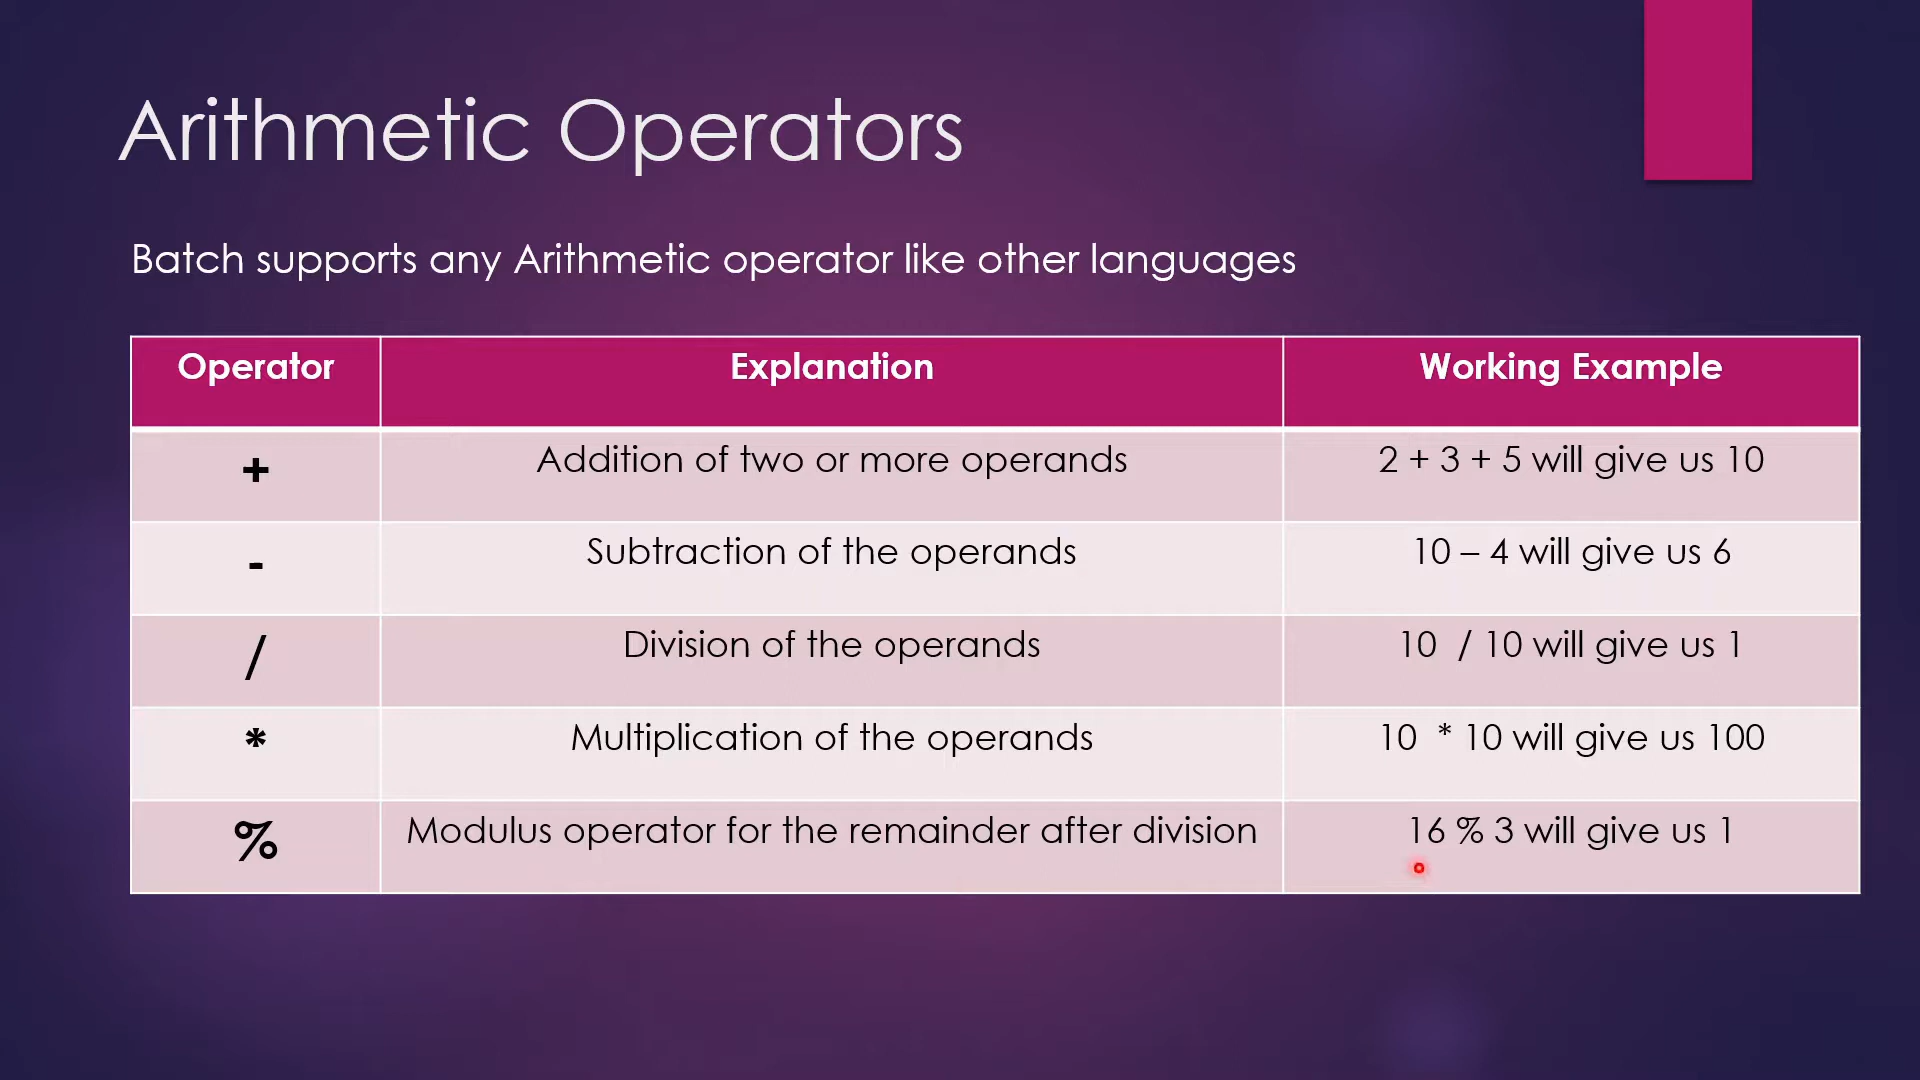 Arithmetic Operators
Batch supports any Arithmetic operator like other languages
Operator Explanation Working Example
+ Addition of two or more operands 2 + 3 + 5 will give us 10
- Subtraction of the operands 10 – 4 will give us 6
/ Division of the operands 10 / 10 will give us 1
* Multiplication of the operands 10 * 10 will give us 100
% Modulus operator for the remainder after division 16 % 3 will give us 1